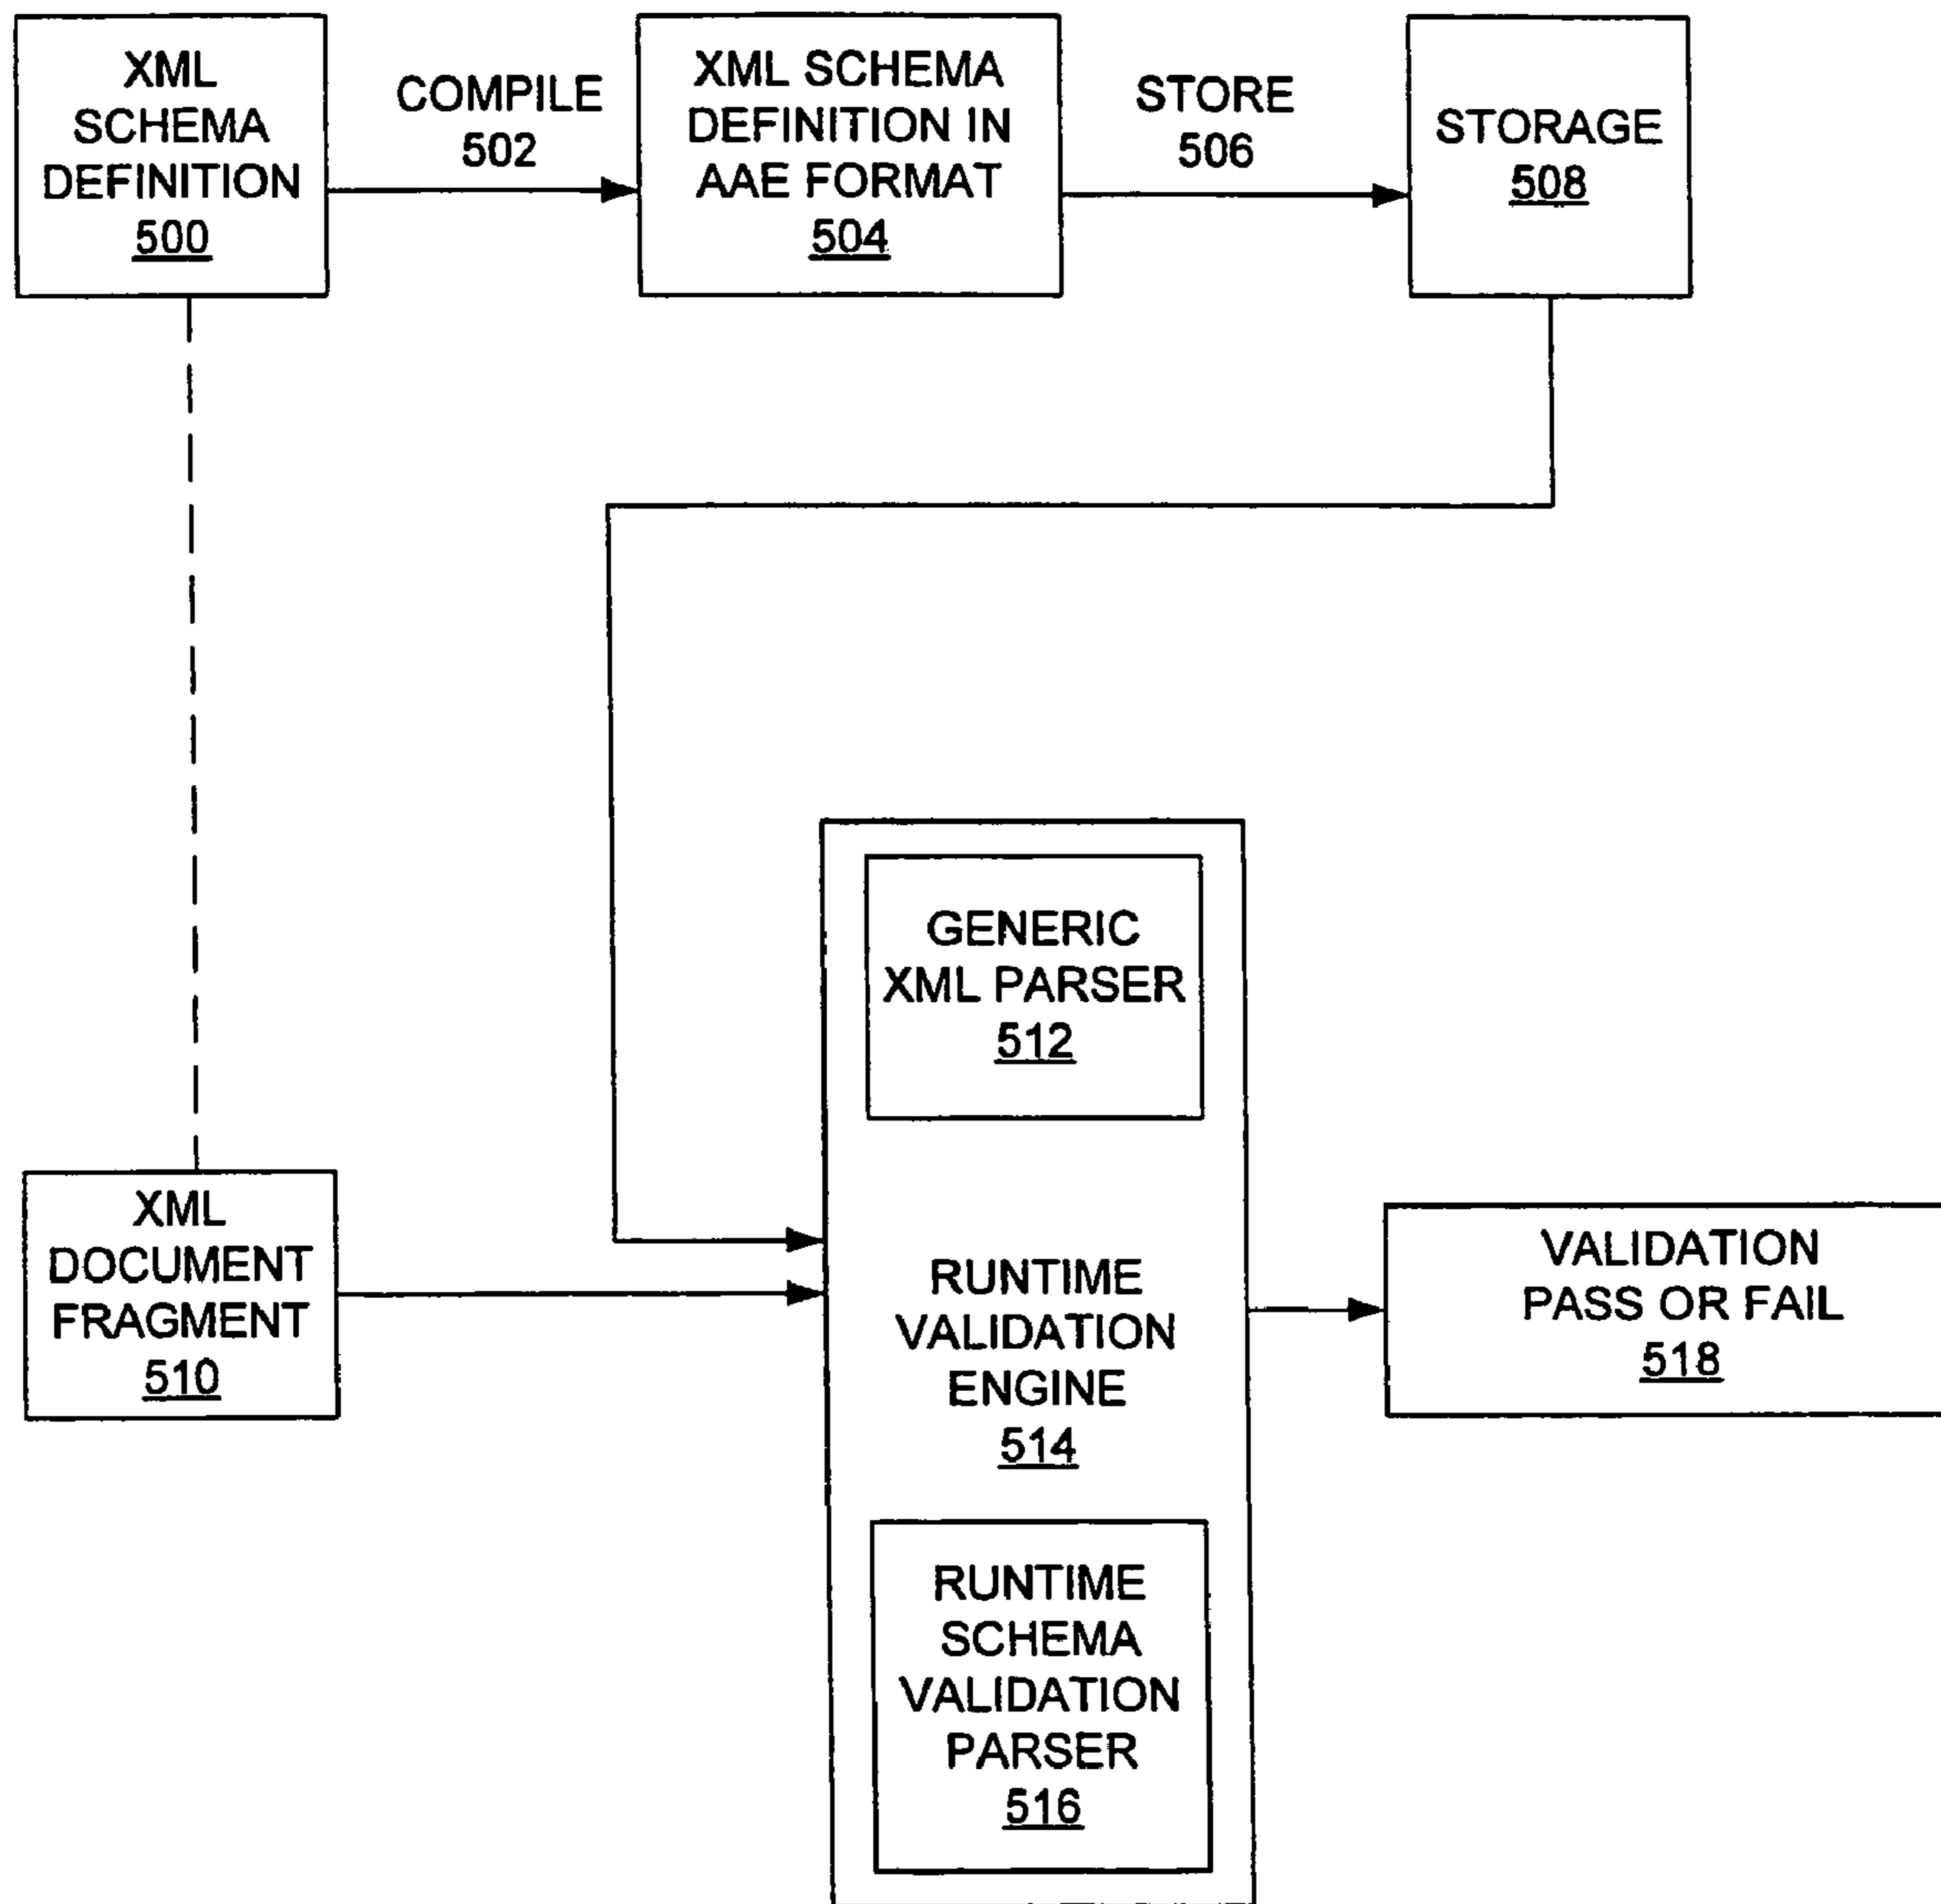 XML
SCHEMA
DEFINITION
500
COMPILE
502
XML SCHEMA
DEFINITION IN
AAE FORMAT
504
STORE
506
STORAGE
508
GENERIC
XML PARSER
512
XML
DOCUMENT
FRAGMENT
510
RUNTIME
VALIDATION
ENGINE
514
VALIDATION
PASS OR FAIL
518
RUNTIME
SCHEMA
VALIDATION
PARSER
516